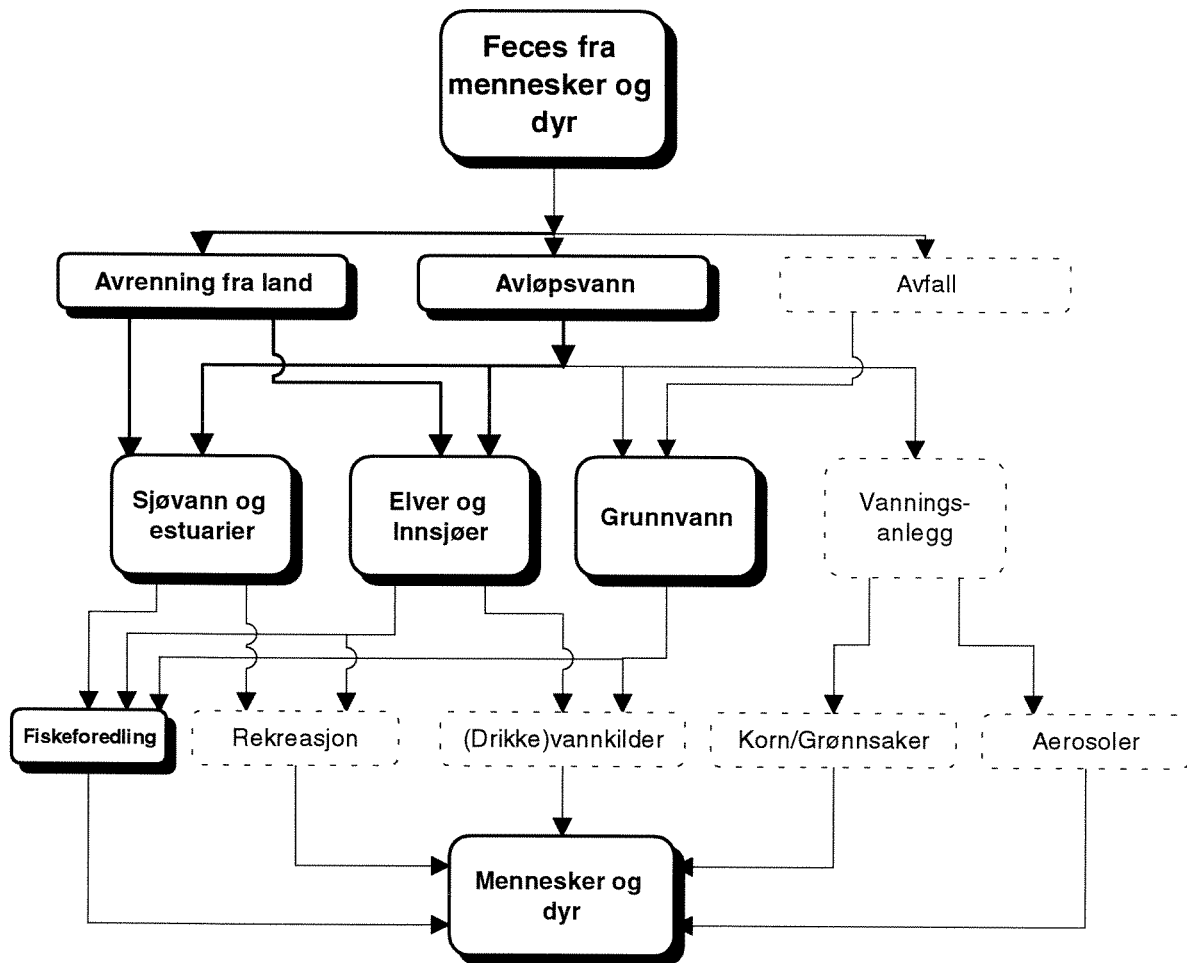 Feces fra
mennesker og
dyr
Avrenning fra land
Avløpsvann
Avfall
Sjøvann og
estuarier
Elver og
Innsjøer
Grunnvann
Vannings-
anlegg
Fiskeforedling
Rekreasjon
(Drikke)vannkilder
Korn/Grønnsaker
Aerosoler
Mennesker og
dyr